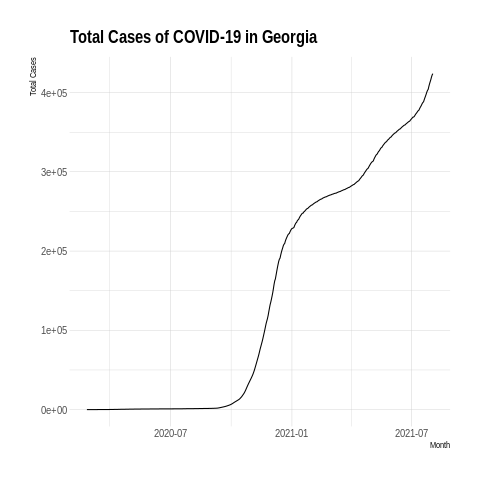 Total Cases of COVID-19 in Georgia
Total Cases
4e+05
3e+05
2e+05
1e+05
0e+00
2020-07 2021-01 2021-07
Month